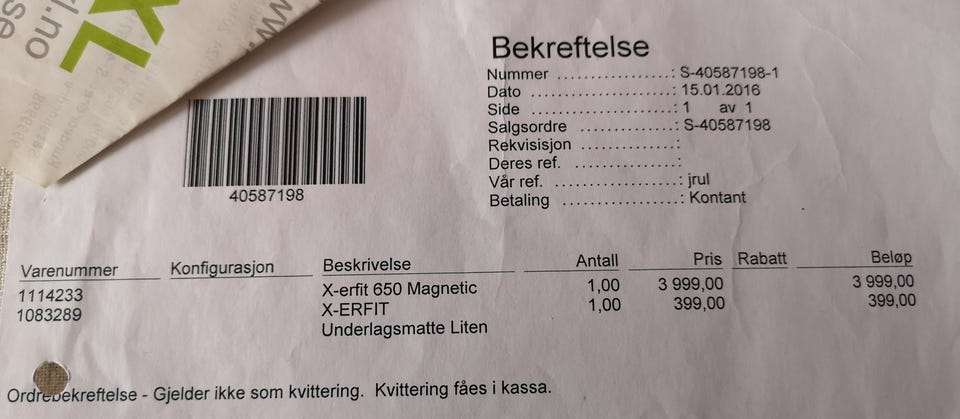 XL
l.no
Bekreftelse
Nummer ................: S-40587198-1
Dato ....................: 15.01.2016
Side ....................: 1 av 1
Salgsordre .............: S-40587198
Rekvisisjon ..............:
Deres ref. ................:
Vår ref. ..................: jrul
Betaling .................: Kontant
40587198
Varenummer Konfigurasjon Beskrivelse Antall Pris Rabatt Beløp
1114233 X-erfit 650 Magnetic 1,00 3 999,00 3 999,00
1083289 X-ERFIT 1,00 399,00 399,00
Underlagsmatte Liten
Ordrebekreftelse - Gjelder ikke som kvittering. Kvittering fåes i kassa.